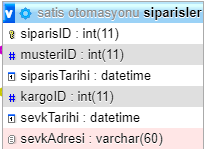 v satis otomasyonu siparisler
siparisID : int(11)
# musteriID : int(11)
siparisTarihi : datetime
# kargoID : int(11)
sevkTarihi : datetime
sevkAdresi : varchar(60)